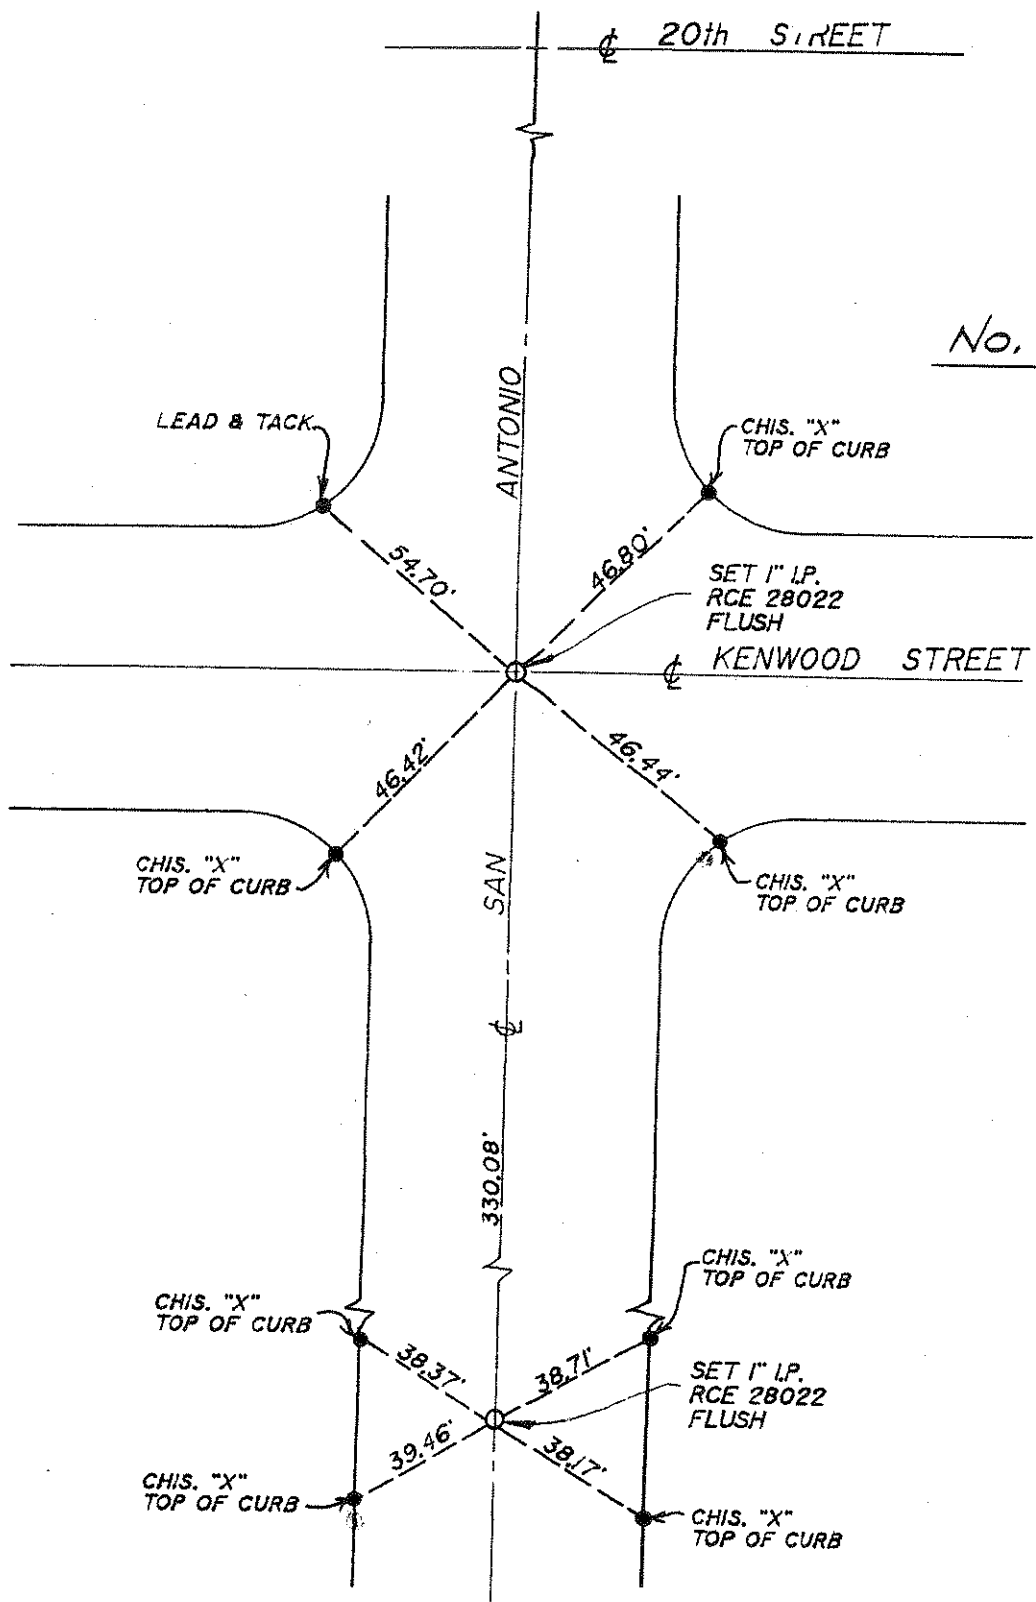 ℄ 20th STREET
No.
LEAD & TACK
CHIS. "X"
TOP OF CURB
ANTONIO
54.70'
46.80'
SET 1" I.P.
RCE 28022
FLUSH
℄ KENWOOD STREET
46.42'
46.44'
CHIS. "X"
TOP OF CURB
SAN
CHIS. "X"
TOP OF CURB
℄
330.08'
CHIS. "X"
TOP OF CURB
CHIS. "X"
TOP OF CURB
38.37'
38.71'
SET 1" I.P.
RCE 28022
FLUSH
39.46'
38.17'
CHIS. "X"
TOP OF CURB
CHIS. "X"
TOP OF CURB